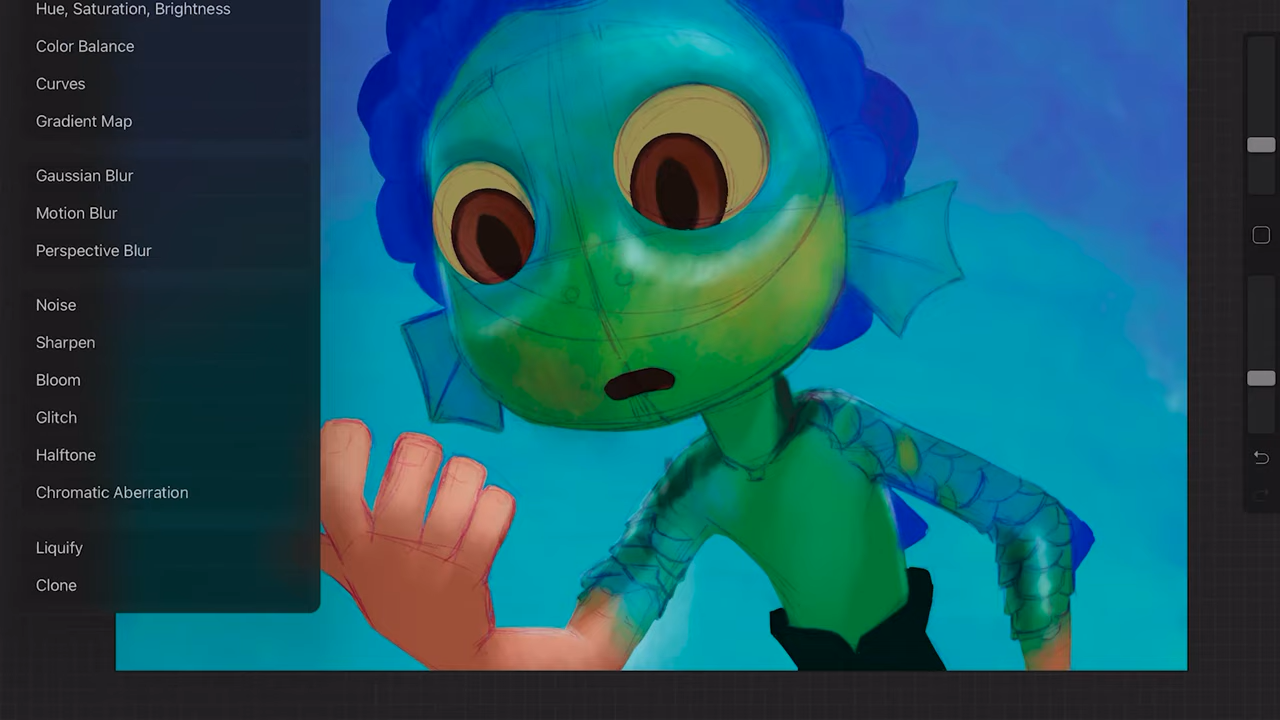 Hue, Saturation, Brightness
Color Balance
Curves
Gradient Map
Gaussian Blur
Motion Blur
Perspective Blur
Noise
Sharpen
Bloom
Glitch
Halftone
Chromatic Aberration
Liquify
Clone